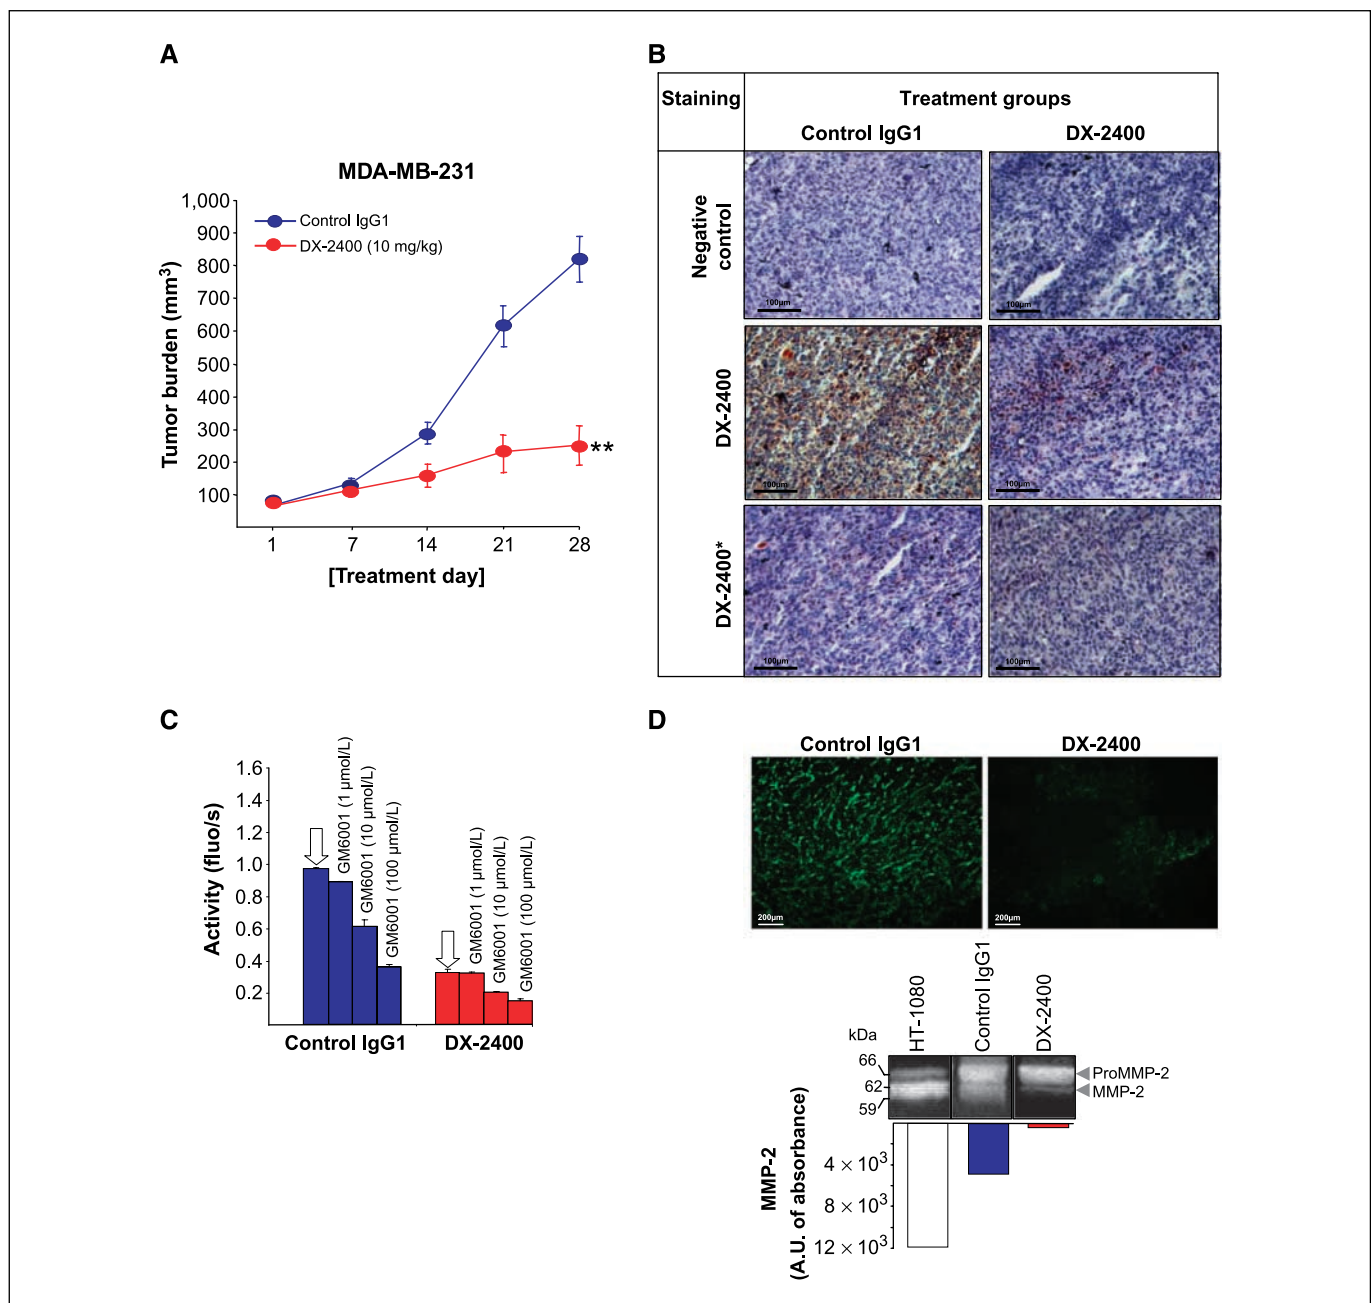 A
MDA-MB-231
1,000
900
800
700
600
500
400
300
200
100
Tumor burden (mm³)
Control IgG1
DX-2400 (10 mg/kg)
**
1 7 14 21 28
[Treatment day]
B
Staining
Treatment groups
Control IgG1 DX-2400
Negative
control
100µm
100µm
DX-2400
100µm
100µm
DX-2400*
100µm
100µm
C
Activity (fluo/s)
1.6
1.4
1.2
1.0
0.8
0.6
0.4
0.2
GM6001 (1 µmol/L)
GM6001 (10 µmol/L)
GM6001 (100 µmol/L)
GM6001 (1 µmol/L)
GM6001 (10 µmol/L)
GM6001 (100 µmol/L)
Control IgG1 DX-2400
D
Control IgG1 DX-2400
200µm
200µm
HT-1080
Control IgG1
DX-2400
kDa
66
62
59
ProMMP-2
MMP-2
MMP-2
(A.U. of absorbance)
4 × 10³
8 × 10³
12 × 10³